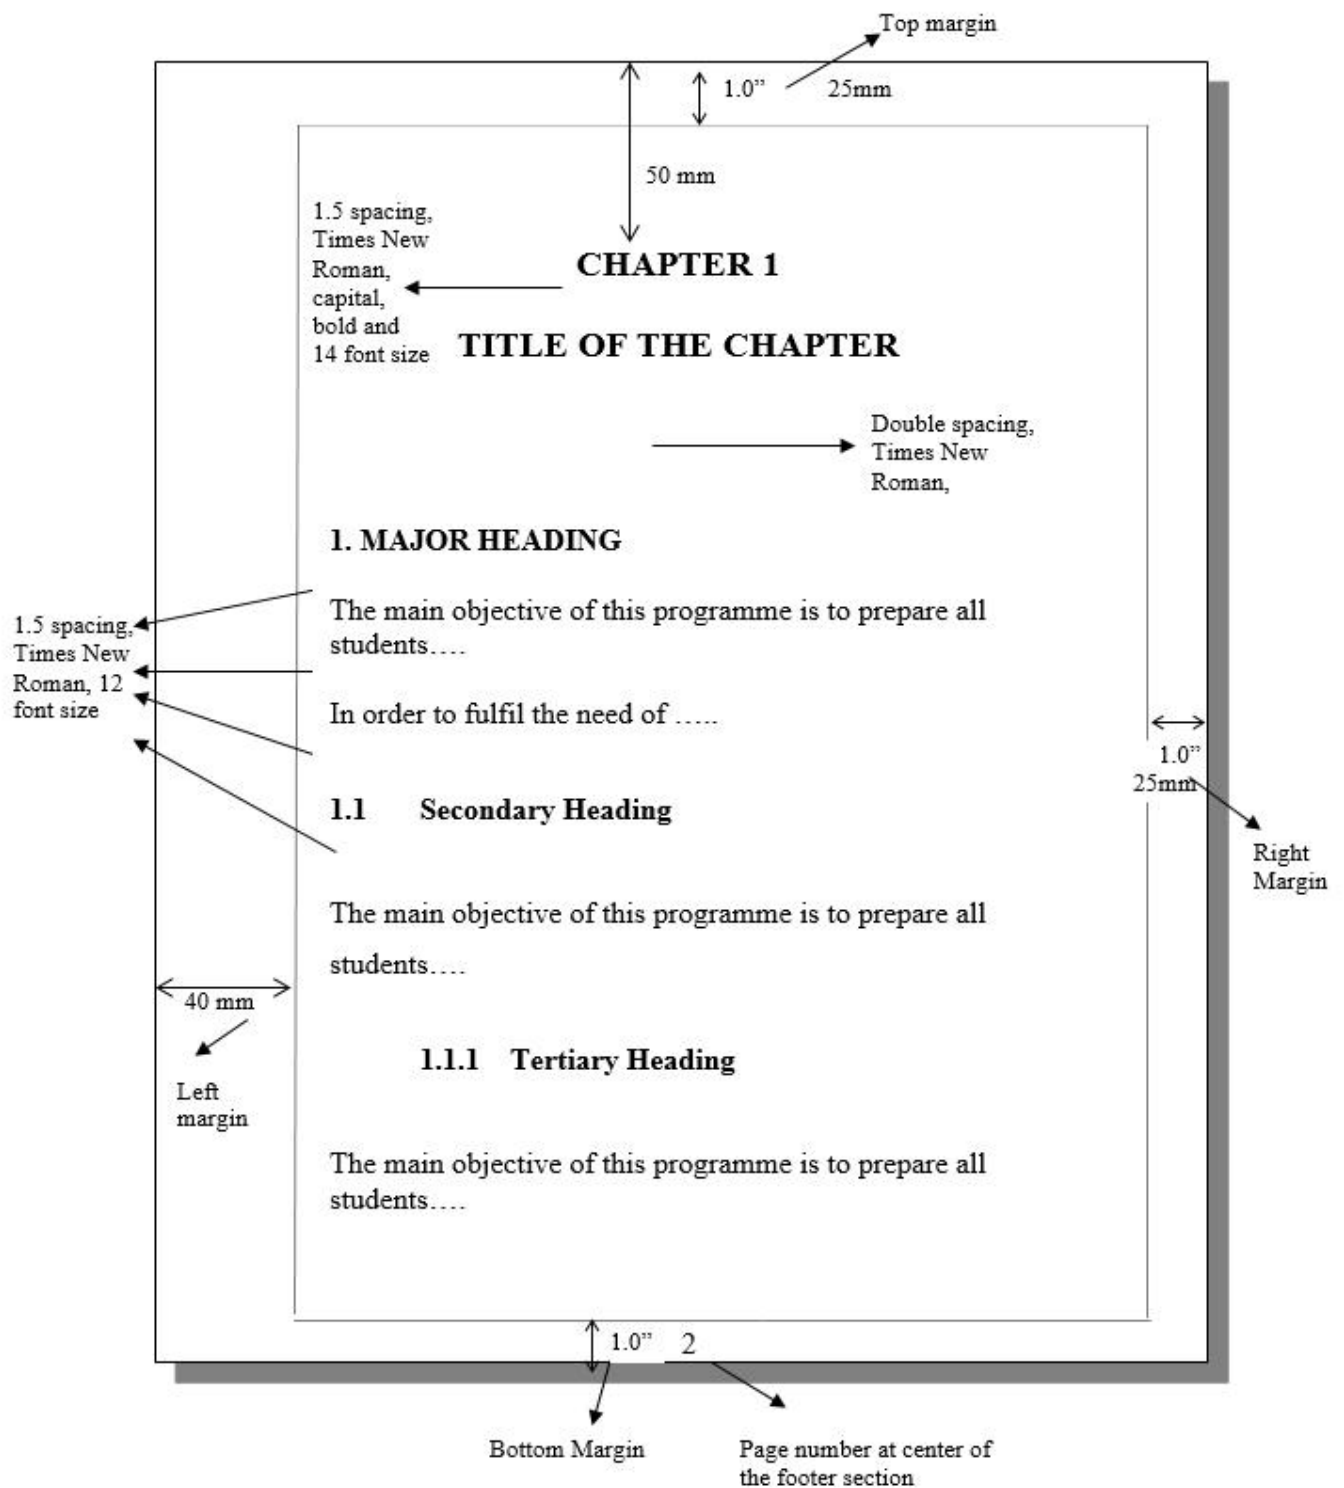 Top margin
1.0” 25mm
50 mm
1.5 spacing,
Times New
Roman,
capital,
bold and
14 font size
CHAPTER 1
TITLE OF THE CHAPTER
Double spacing,
Times New
Roman,
1. MAJOR HEADING
The main objective of this programme is to prepare all
students….
1.5 spacing,
Times New
Roman, 12
font size
In order to fulfil the need of …..
1.0”
25mm
Right
Margin
1.1 Secondary Heading
The main objective of this programme is to prepare all
students….
40 mm
Left
margin
1.1.1 Tertiary Heading
The main objective of this programme is to prepare all
students….
1.0” 2
Bottom Margin
Page number at center of
the footer section